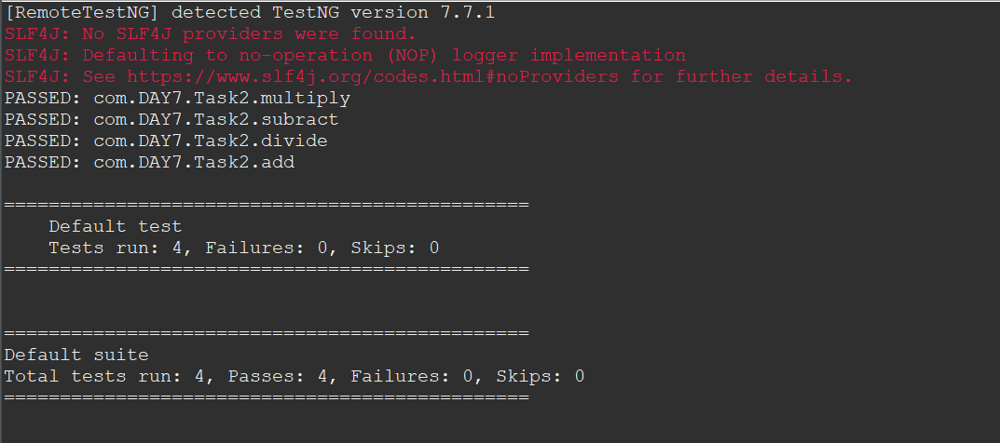 [RemoteTestNG] detected TestNG version 7.7.1
SLF4J: No SLF4J providers were found.
SLF4J: Defaulting to no-operation (NOP) logger implementation
SLF4J: See https://www.slf4j.org/codes.html#noProviders for further details.
PASSED: com.DAY7.Task2.multiply
PASSED: com.DAY7.Task2.subract
PASSED: com.DAY7.Task2.divide
PASSED: com.DAY7.Task2.add
===============================================
    Default test
    Tests run: 4, Failures: 0, Skips: 0
===============================================
===============================================
Default suite
Total tests run: 4, Passes: 4, Failures: 0, Skips: 0
===============================================